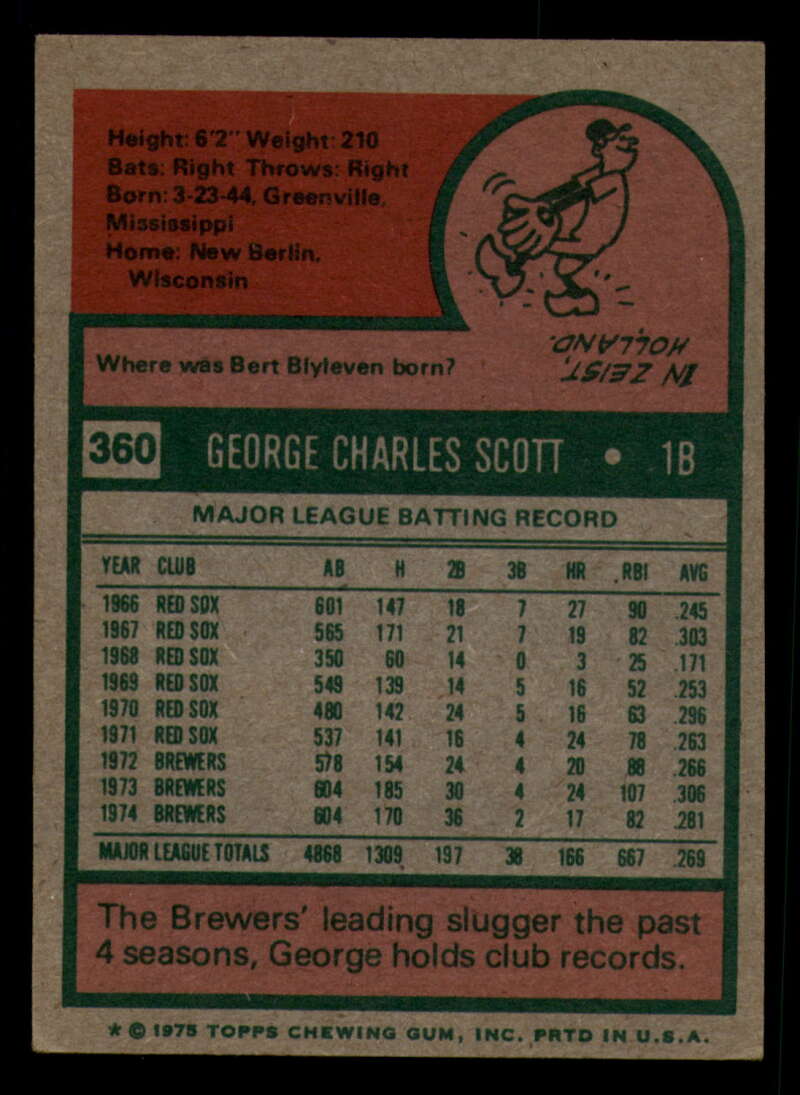 Height: 6'2" Weight: 210
Bats: Right Throws: Right
Born: 3-23-44, Greenville,
Mississippi
Home: New Berlin,
Wisconsin
Where was Bert Blyleven born?
IN ZEIST,
HOLLAND.
360 GEORGE CHARLES SCOTT • 1B
MAJOR LEAGUE BATTING RECORD
YEAR CLUB AB H 2B 3B HR RBI AVG
1966 RED SOX 601 147 18 7 27 90 .245
1967 RED SOX 565 171 21 7 19 82 .303
1968 RED SOX 350 60 14 0 3 25 .171
1969 RED SOX 549 139 14 5 16 52 .253
1970 RED SOX 480 142 24 5 16 63 .296
1971 RED SOX 537 141 16 4 24 78 .263
1972 BREWERS 578 154 24 4 20 88 .266
1973 BREWERS 604 185 30 4 24 107 .306
1974 BREWERS 604 170 36 2 17 82 .281
MAJOR LEAGUE TOTALS 4868 1309 197 38 166 667 .269
The Brewers' leading slugger the past
4 seasons, George holds club records.
* © 1975 TOPPS CHEWING GUM, INC. PRTD IN U.S.A.